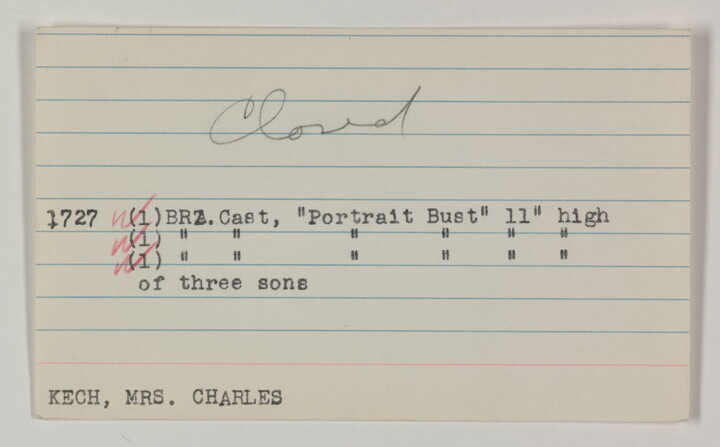 Closed
1727 (1) BRZ. Cast, "Portrait Bust" 11" high
(1) " " " " " "
(1) " " " " " "
of three sons
KECH, MRS. CHARLES